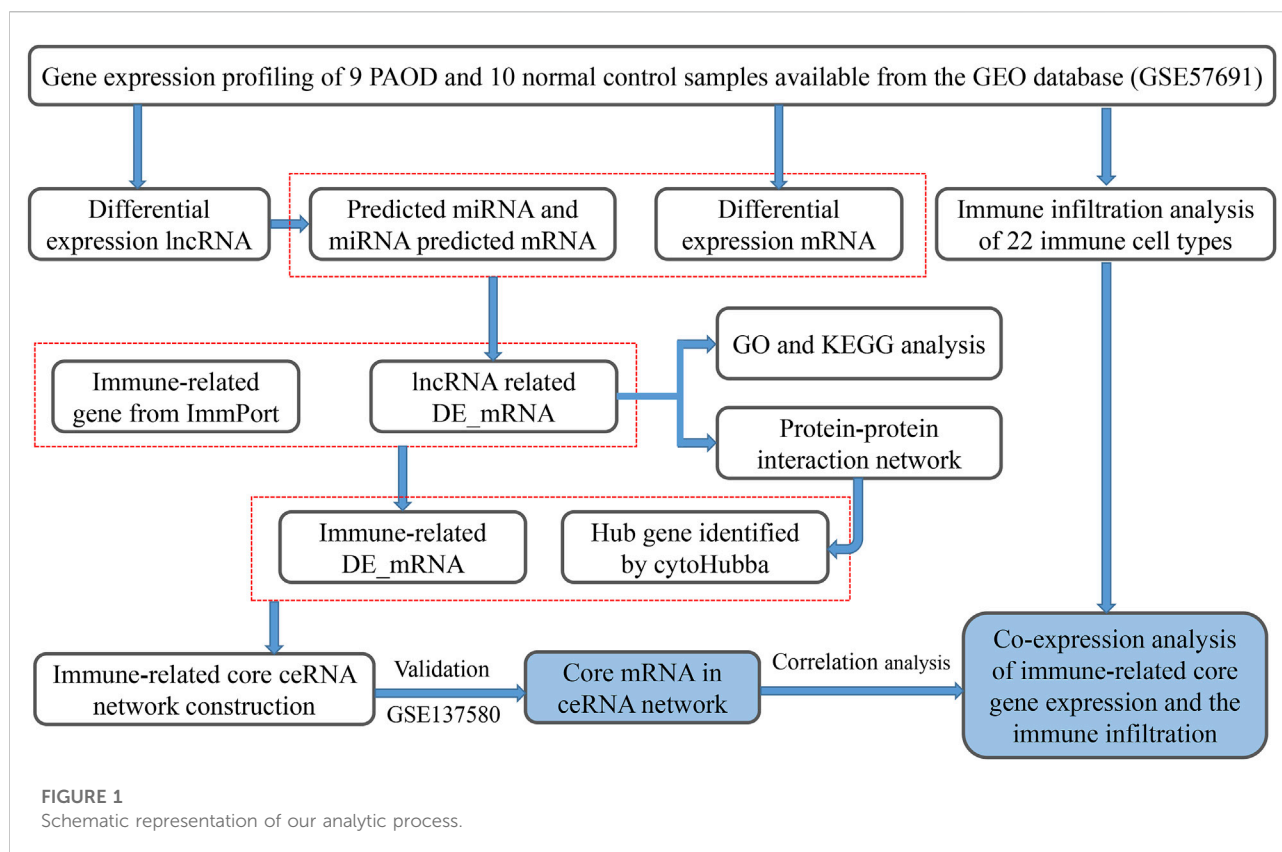 Gene expression profiling of 9 PAOD and 10 normal control samples available from the GEO database (GSE57691)
Differential
expression lncRNA
Predicted miRNA and
miRNA predicted mRNA
Differential
expression mRNA
Immune infiltration analysis
of 22 immune cell types
Immune-related
gene from ImmPort
lncRNA related
DE_mRNA
GO and KEGG analysis
Protein-protein
interaction network
Immune-related
DE_mRNA
Hub gene identified
by cytoHubba
Immune-related core ceRNA
network construction
Validation
GSE137580
Core mRNA in
ceRNA network
Correlation analysis
Co-expression analysis
of immune-related core
gene expression and the
immune infiltration
FIGURE 1
Schematic representation of our analytic process.